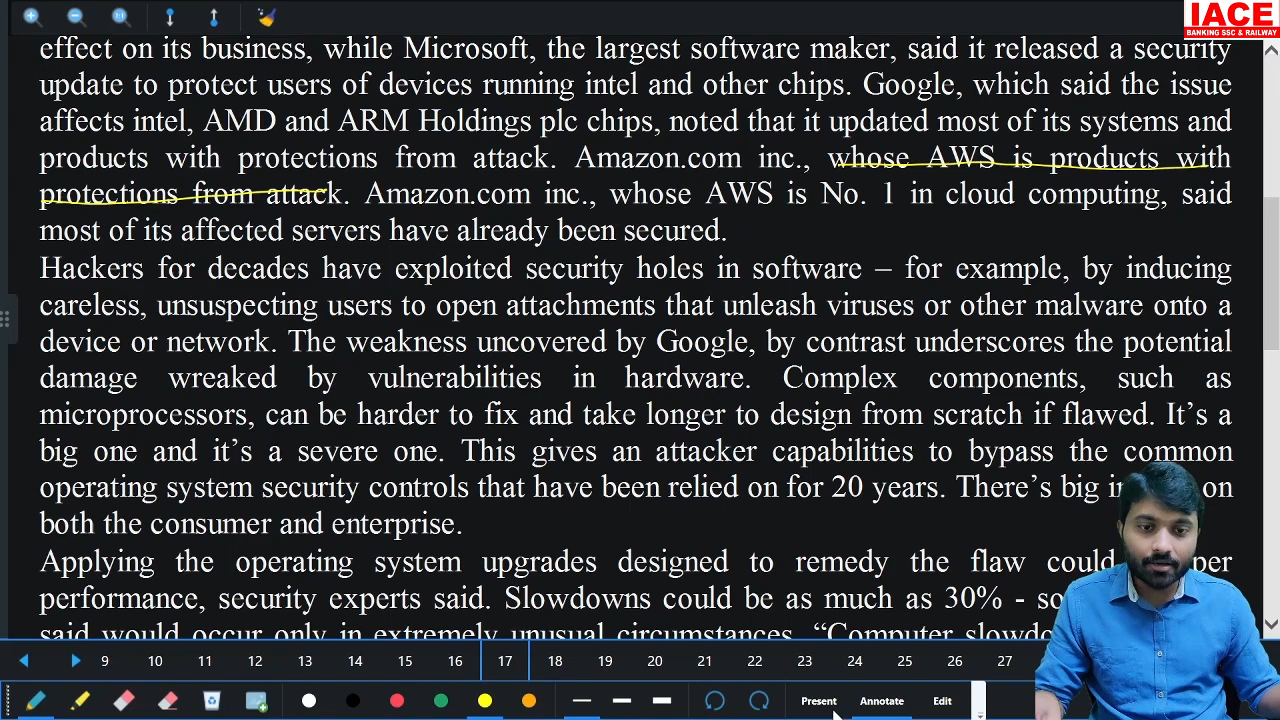 IACE
BANKING SSC & RAILWAY
effect on its business, while Microsoft, the largest software maker, said it released a security
update to protect users of devices running intel and other chips. Google, which said the issue
affects intel, AMD and ARM Holdings plc chips, noted that it updated most of its systems and
products with protections from attack. Amazon.com inc., whose AWS is products with
protections from attack. Amazon.com inc., whose AWS is No. 1 in cloud computing, said
most of its affected servers have already been secured.
Hackers for decades have exploited security holes in software – for example, by inducing
careless, unsuspecting users to open attachments that unleash viruses or other malware onto a
device or network. The weakness uncovered by Google, by contrast underscores the potential
damage wreaked by vulnerabilities in hardware. Complex components, such as
microprocessors, can be harder to fix and take longer to design from scratch if flawed. It’s a
big one and it’s a severe one. This gives an attacker capabilities to bypass the common
operating system security controls that have been relied on for 20 years. There’s big on
both the consumer and enterprise.
Applying the operating system upgrades designed to remedy the flaw could
performance, security experts said. Slowdowns could be as much as 30% -
said would occur only in extremely unusual circumstances. “Computer
9 10 11 12 13 14 15 16 17 18 19 20 21 22 23 24 25 26 27
Present Annotate Edit